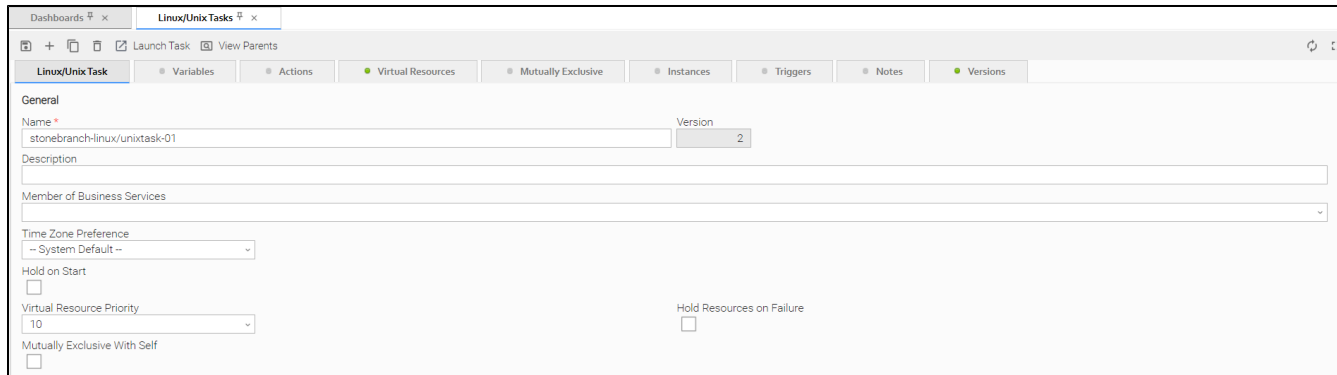 Dashboards
Linux/Unix Tasks
Launch Task View Parents
Linux/Unix Task Variables Actions Virtual Resources Mutually Exclusive Instances Triggers Notes Versions
General
Name * Version
stonebranch-linux/unixtask-01 2
Description
Member of Business Services
Time Zone Preference
-- System Default --
Hold on Start
Virtual Resource Priority Hold Resources on Failure
10
Mutually Exclusive With Self